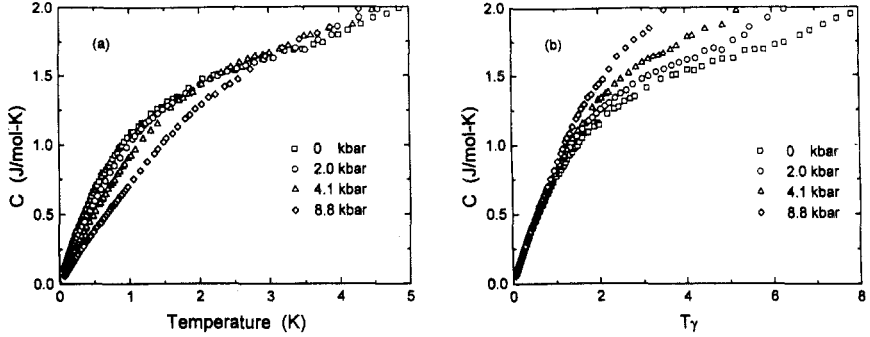 2.0
1.5
1.0
0.5
0.0
C (J/mol-K)
(a)
□ 0 kbar
○ 2.0 kbar
△ 4.1 kbar
◇ 8.8 kbar
0 1 2 3 4 5
Temperature (K)
2.0
1.5
1.0
0.5
0.0
C (J/mol-K)
(b)
□ 0 kbar
○ 2.0 kbar
△ 4.1 kbar
◇ 8.8 kbar
0 2 4 6 8
Tγ